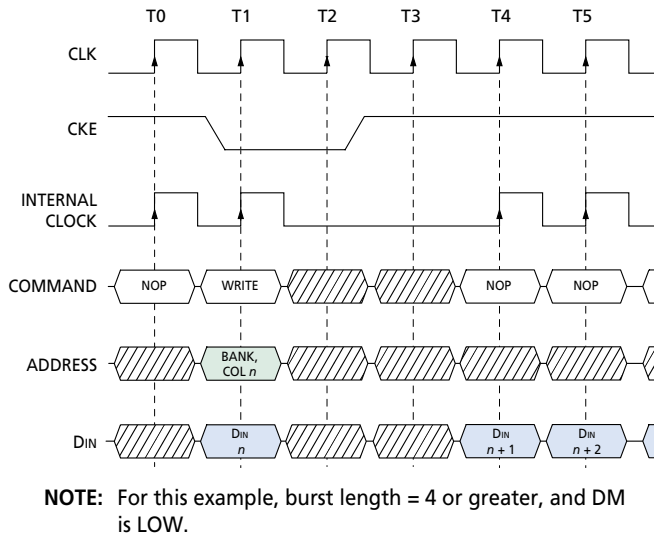 T0 T1 T2 T3 T4 T5
CLK
CKE
INTERNAL
CLOCK
COMMAND NOP WRITE NOP NOP
ADDRESS BANK,
COL n
DIN DIN
n DIN
n + 1 DIN
n + 2
NOTE: For this example, burst length = 4 or greater, and DM
is LOW.